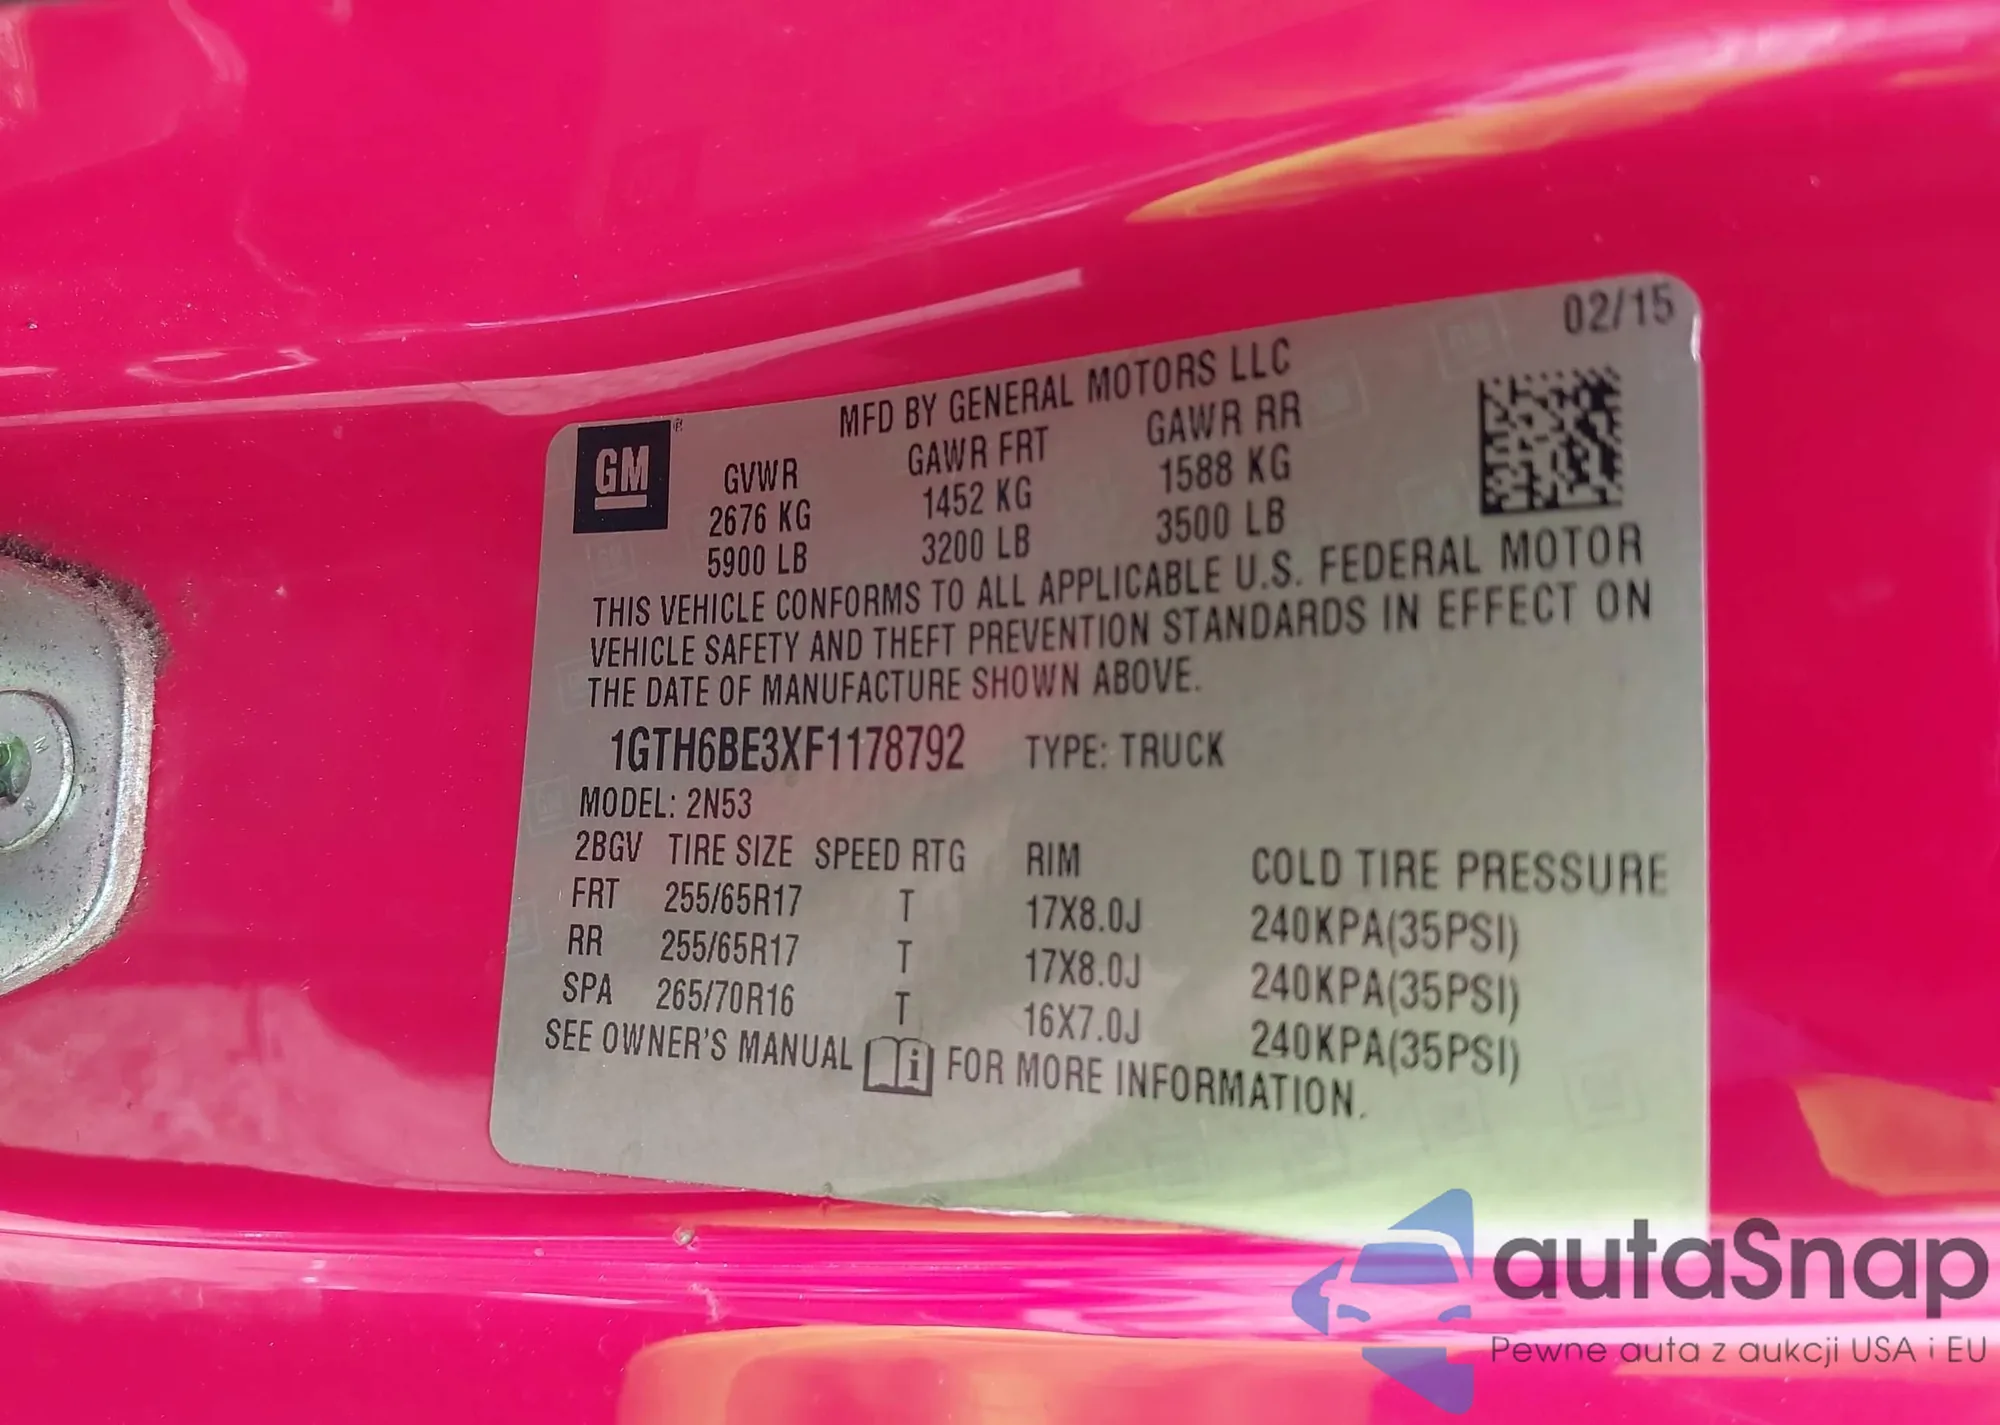 02/15
MFD BY GENERAL MOTORS LLC
GM ®
GVWR GAWR FRT GAWR RR
2676 KG 1452 KG 1588 KG
5900 LB 3200 LB 3500 LB
THIS VEHICLE CONFORMS TO ALL APPLICABLE U.S. FEDERAL MOTOR
VEHICLE SAFETY AND THEFT PREVENTION STANDARDS IN EFFECT ON
THE DATE OF MANUFACTURE SHOWN ABOVE.
1GTH6BE3XF1178792 TYPE: TRUCK
MODEL: 2N53
2BGV TIRE SIZE SPEED RTG RIM COLD TIRE PRESSURE
FRT 255/65R17 T 17X8.0J 240KPA(35PSI)
RR 255/65R17 T 17X8.0J 240KPA(35PSI)
SPA 265/70R16 T 16X7.0J 240KPA(35PSI)
SEE OWNER'S MANUAL i FOR MORE INFORMATION.
autaSnap
Pewne auta z aukcji USA i EU